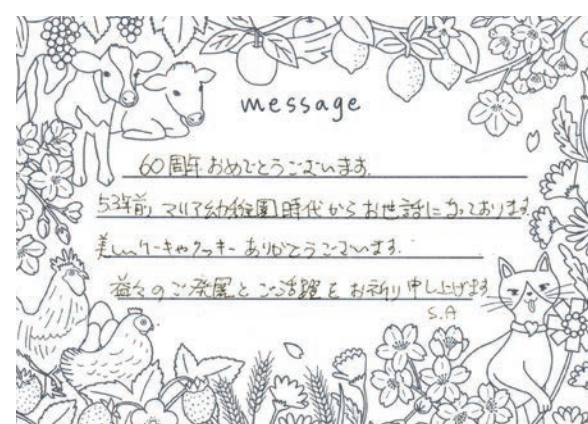 message
60周年おめでとうございます。
53年前、マリア幼稚園時代からお世話になっております。
美しいケーキやクッキーありがとうございます。
益々のご発展とご活躍をお祈り申し上げます
S.A